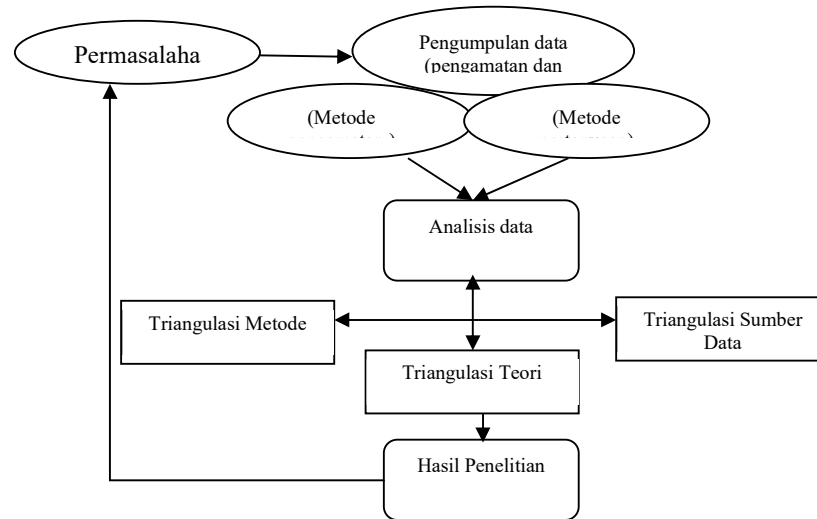 Permasalaha
Pengumpulan data
(pengamatan dan
(Metode
(Metode
Analisis data
Triangulasi Metode
Triangulasi Sumber
Data
Triangulasi Teori
Hasil Penelitian